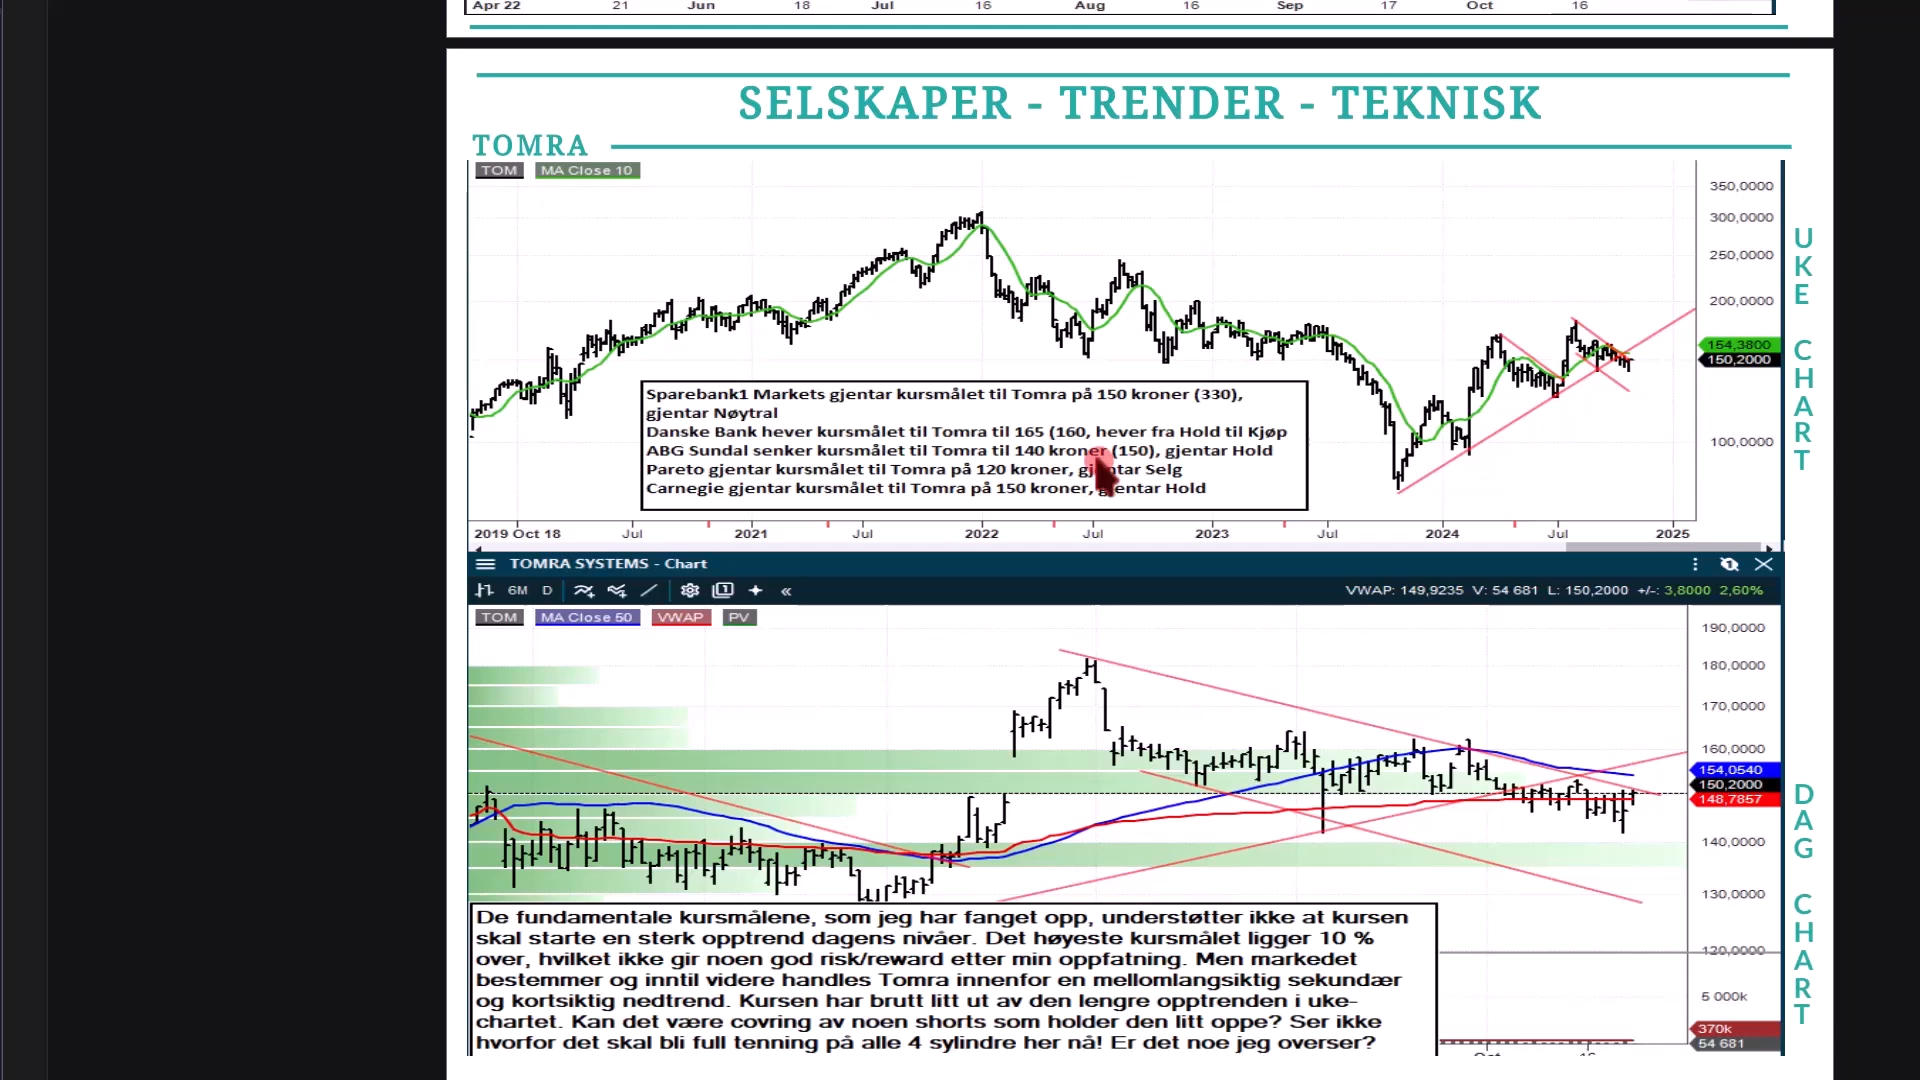 Apr 22 21 Jun 18 Jul 16 Aug 16 Sep 17 Oct 16
SELSKAPER - TRENDER - TEKNISK
TOMRA
TOM MA Close 10
350,0000
300,0000
250,0000
200,0000
154,3800
150,2000
100,0000
UKE CHART
Sparebank1 Markets gjentar kursmålet til Tomra på 150 kroner (330),
gjentar Nøytral
Danske Bank hever kursmålet til Tomra til 165 (160, hever fra Hold til Kjøp
ABG Sundal senker kursmålet til Tomra til 140 kroner (150), gjentar Hold
Pareto gjentar kursmålet til Tomra på 120 kroner, gjentar Selg
Carnegie gjentar kursmålet til Tomra på 150 kroner, gjentar Hold
2019 Oct 18 Jul 2021 Jul 2022 Jul 2023 Jul 2024 Jul 2025
TOMRA SYSTEMS - Chart
6M D VWAP: 149,9235 V: 54 681 L: 150,2000 +/-: 3,8000 2,60%
TOM MA Close 50 VWAP PV
190,0000
180,0000
170,0000
160,0000
154,0540
150,2000
148,7857
140,0000
130,0000
120,0000
5 000k
370k
54 681
DAG CHART
De fundamentale kursmålene, som jeg har fanget opp, understøtter ikke at kursen
skal starte en sterk opptrend dagens nivåer. Det høyeste kursmålet ligger 10 %
over, hvilket ikke gir noen god risk/reward etter min oppfatning. Men markedet
bestemmer og inntil videre handles Tomra innenfor en mellomlangsiktig sekundær
og kortsiktig nedtrend. Kursen har brutt litt ut av den lengre opptrenden i uke-
chartet. Kan det være covring av noen shorts som holder den litt oppe? Ser ikke
hvorfor det skal bli full tenning på alle 4 sylindre her nå! Er det noe jeg overser?